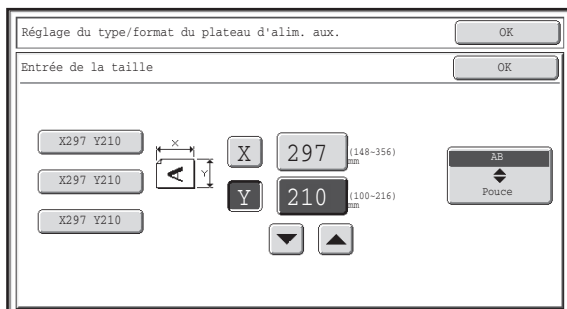 Réglage du type/format du plateau d'alim. aux.
OK
Entrée de la taille
OK
X297 Y210
X297 Y210
X297 Y210
X
Y
A
X
297
(148~356)
mm
Y
210
(100~216)
mm
AB
Pouce